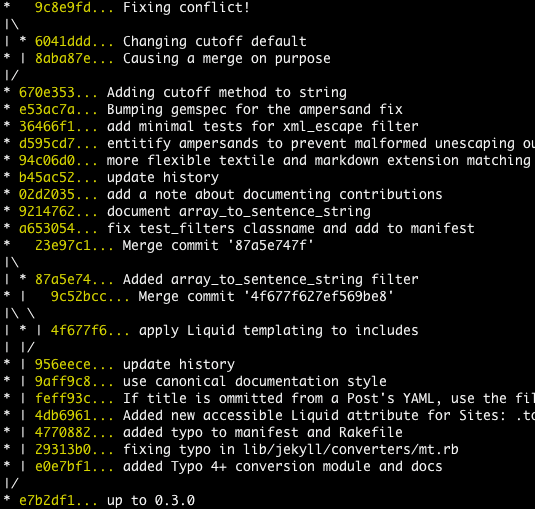 *   9c8e9fd... Fixing conflict!
|\
| * 6041ddd... Changing cutoff default
* | 8aba87e... Causing a merge on purpose
|/
* 670e353... Adding cutoff method to string
* e53ac7a... Bumping gemspec for the ampersand fix
* 36466f1... add minimal tests for xml_escape filter
* d595cd7... entitify ampersands to prevent malformed unescaping
* 94c06d0... more flexible textile and markdown extension matching
* b45ac52... update history
* 02d2035... add a note about documenting contributions
* 9214762... document array_to_sentence_string
* a653054... fix test_filters classname and add to manifest
*   23e97c1... Merge commit '87a5e747f'
|\
| * 87a5e74... Added array_to_sentence_string filter
* |   9c52bcc... Merge commit '4f677f627ef569be8'
|\ \
| * | 4f677f6... apply Liquid templating to includes
| |/
* | 956eece... update history
* | 9aff9c8... use canonical documentation style
* | feff93c... If title is ommitted from a Post's YAML, use the
* | 4db6961... Added new accessible Liquid attribute for Sites:
* | 4770882... added typo to manifest and Rakefile
* | 29313b0... fixing typo in lib/jekyll/converters/mt.rb
* | e0e7bf1... added Typo 4+ conversion module and docs
|/
* e7b2df1... up to 0.3.0